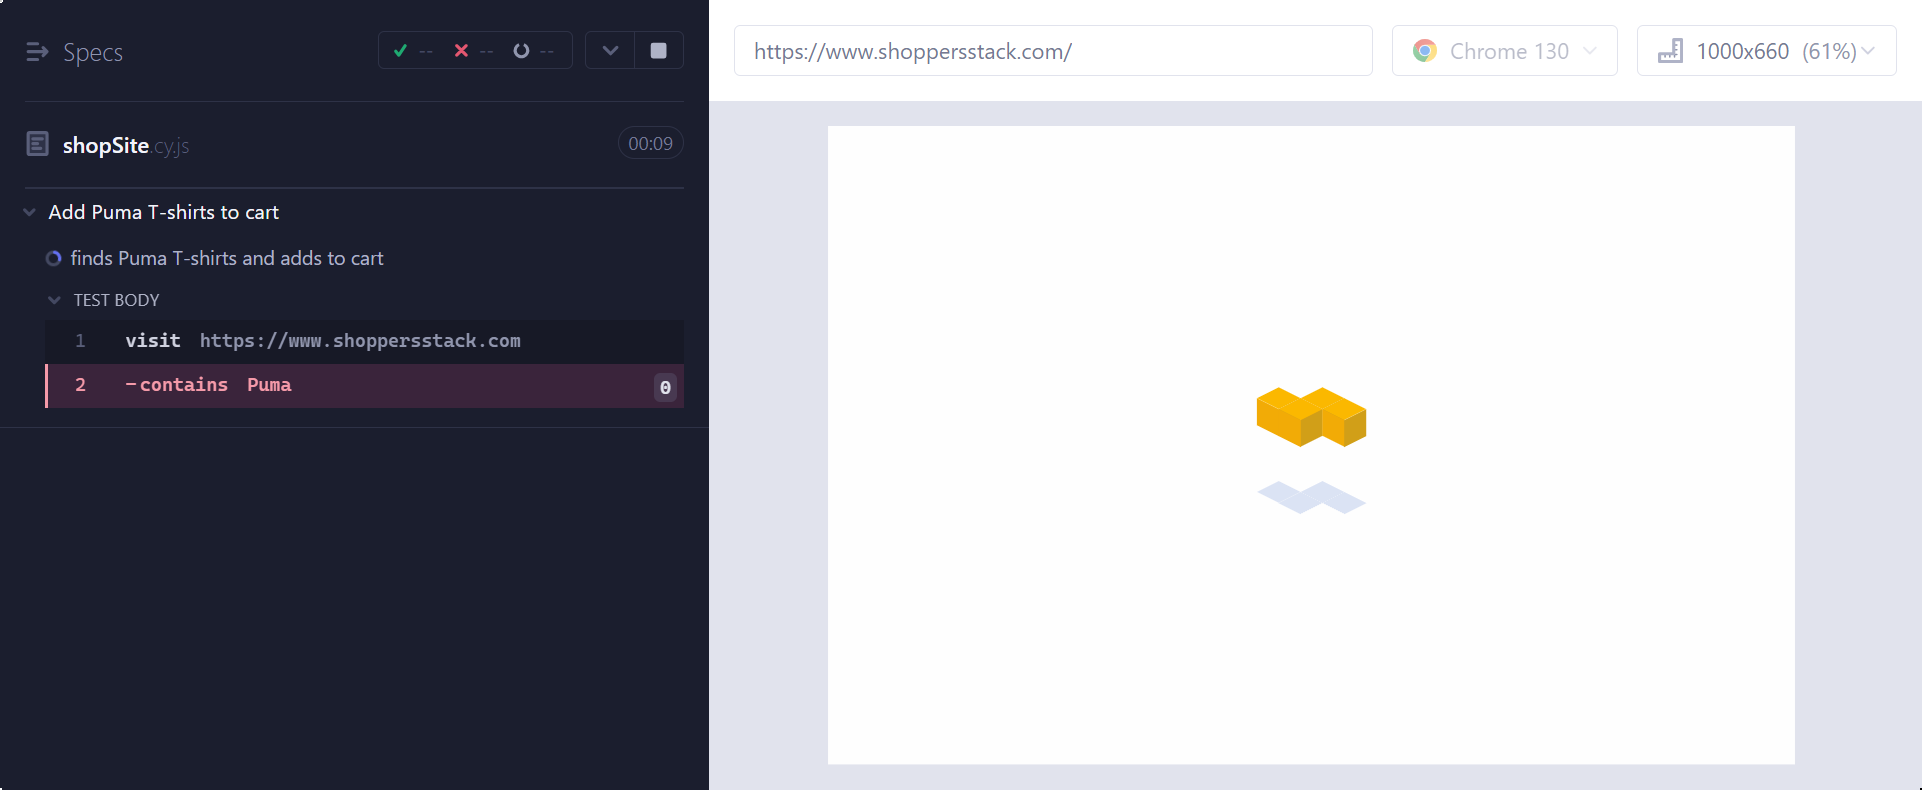 Specs
-- -- --
shopSite.cy.js
00:09
Add Puma T-shirts to cart
finds Puma T-shirts and adds to cart
TEST BODY
1 visit https://www.shoppersstack.com
2 -contains Puma 0
https://www.shoppersstack.com/
Chrome 130
1000x660 (61%)